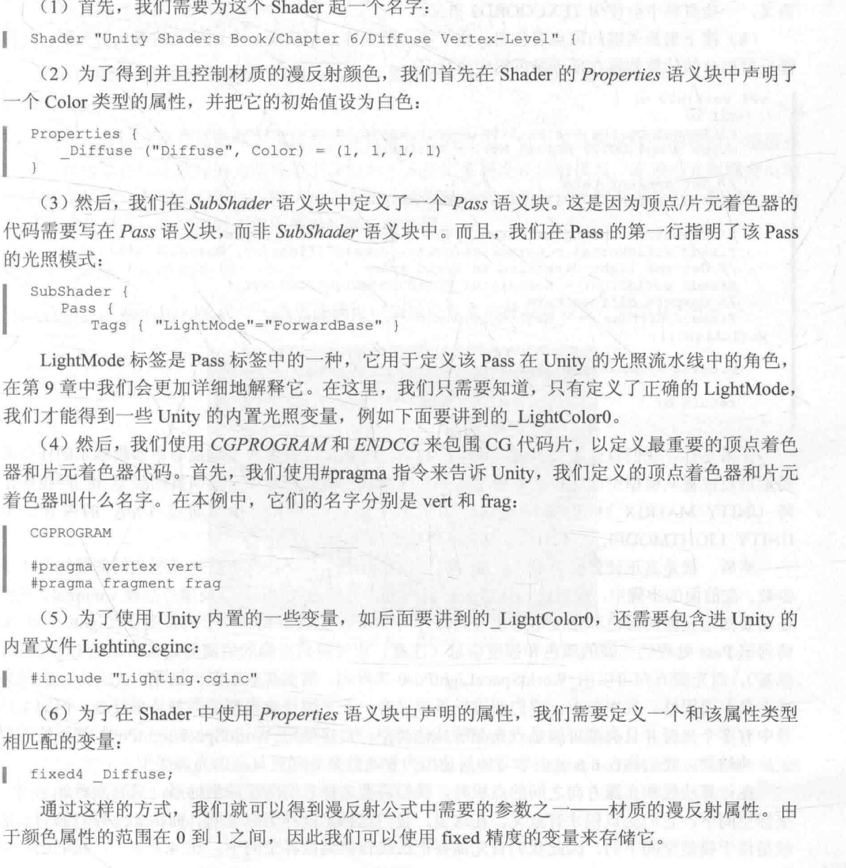 （1）首先，我们需要为这个 Shader 起一个名字：
Shader "Unity Shaders Book/Chapter 6/Diffuse Vertex-Level" {
（2）为了得到并且控制材质的漫反射颜色，我们首先在 Shader 的 Properties 语义块中声明了
一个 Color 类型的属性，并把它的初始值设为白色：
Properties {
_Diffuse ("Diffuse", Color) = (1, 1, 1, 1)
}
（3）然后，我们在 SubShader 语义块中定义了一个 Pass 语义块。这是因为顶点/片元着色器的
代码需要写在 Pass 语义块，而非 SubShader 语义块中。而且，我们在 Pass 的第一行指明了该 Pass
的光照模式：
SubShader {
Pass {
Tags { "LightMode"="ForwardBase" }
LightMode 标签是 Pass 标签中的一种，它用于定义该 Pass 在 Unity 的光照流水线中的角色，
在第 9 章中我们会更加详细地解释它。在这里，我们只需要知道，只有定义了正确的 LightMode，
我们才能得到一些 Unity 的内置光照变量，例如下面要讲到的_LightColor0。
（4）然后，我们使用 CGPROGRAM 和 ENDCG 来包围 CG 代码片，以定义最重要的顶点着色
器和片元着色器代码。首先，我们使用#pragma 指令来告诉 Unity，我们定义的顶点着色器和片元
着色器叫什么名字。在本例中，它们的名字分别是 vert 和 frag：
CGPROGRAM
#pragma vertex vert
#pragma fragment frag
（5）为了使用 Unity 内置的一些变量，如后面要讲到的_LightColor0，还需要包含进 Unity 的
内置文件 Lighting.cginc：
#include "Lighting.cginc"
（6）为了在 Shader 中使用 Properties 语义块中声明的属性，我们需要定义一个和该属性类型
相匹配的变量：
fixed4 _Diffuse;
通过这样的方式，我们就可以得到漫反射公式中需要的参数之一——材质的漫反射属性。由
于颜色属性的范围在 0 到 1 之间，因此我们可以使用 fixed 精度的变量来存储它。